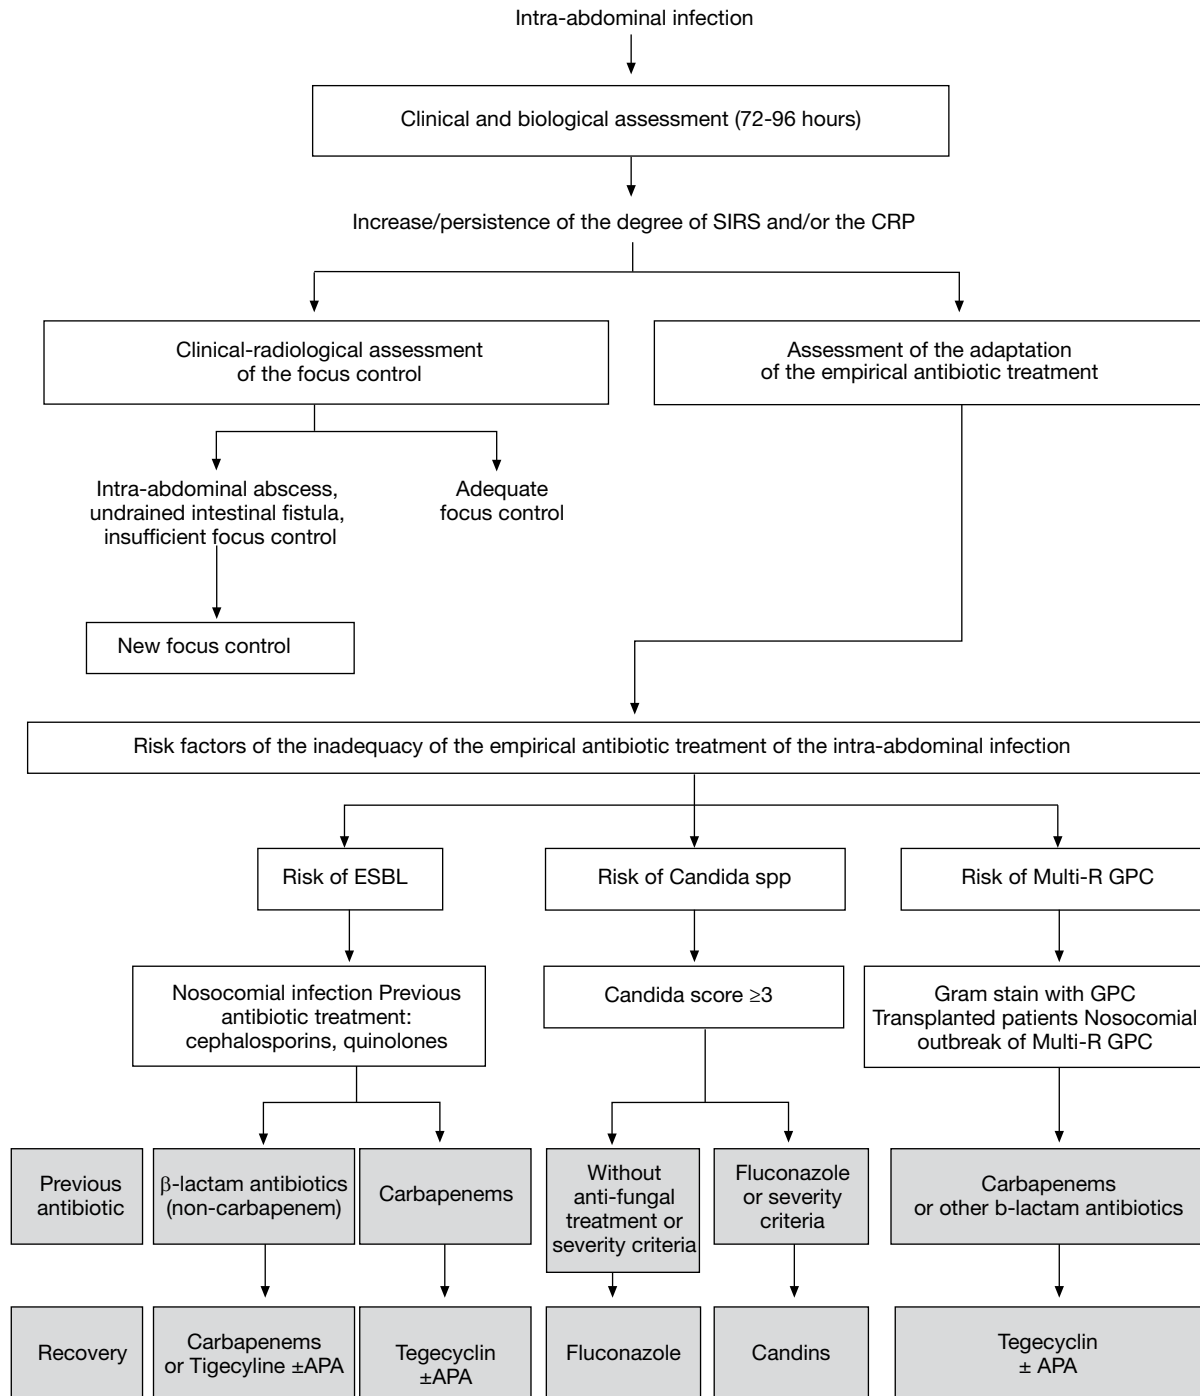 Intra-abdominal infection
Clinical and biological assessment (72-96 hours)
Increase/persistence of the degree of SIRS and/or the CRP
Clinical-radiological assessment
of the focus control
Assessment of the adaptation
of the empirical antibiotic treatment
Intra-abdominal abscess,
undrained intestinal fistula,
insufficient focus control
Adequate
focus control
New focus control
Risk factors of the inadequacy of the empirical antibiotic treatment of the intra-abdominal infection
Risk of ESBL
Risk of Candida spp
Risk of Multi-R GPC
Nosocomial infection Previous
antibiotic treatment:
cephalosporins, quinolones
Candida score ≥3
Gram stain with GPC
Transplanted patients Nosocomial
outbreak of Multi-R GPC
Previous
antibiotic
β-lactam antibiotics
(non-carbapenem)
Carbapenems
Without
anti-fungal
treatment or
severity criteria
Fluconazole
or severity
criteria
Carbapenems
or other b-lactam antibiotics
Recovery
Carbapenems
or Tigecyline ±APA
Tegecyclin
±APA
Fluconazole
Candins
Tegecyclin
± APA